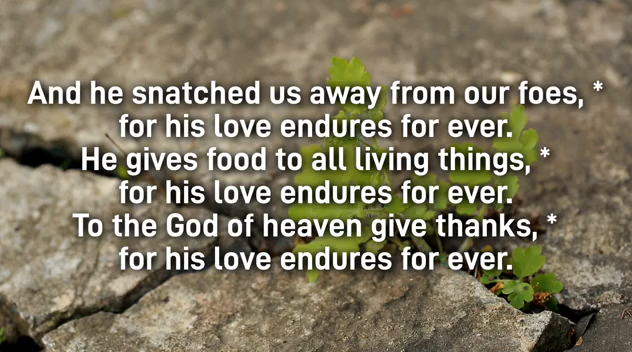 And he snatched us away from our foes, *
for his love endures for ever.
He gives food to all living things, *
for his love endures for ever.
To the God of heaven give thanks, *
for his love endures for ever.